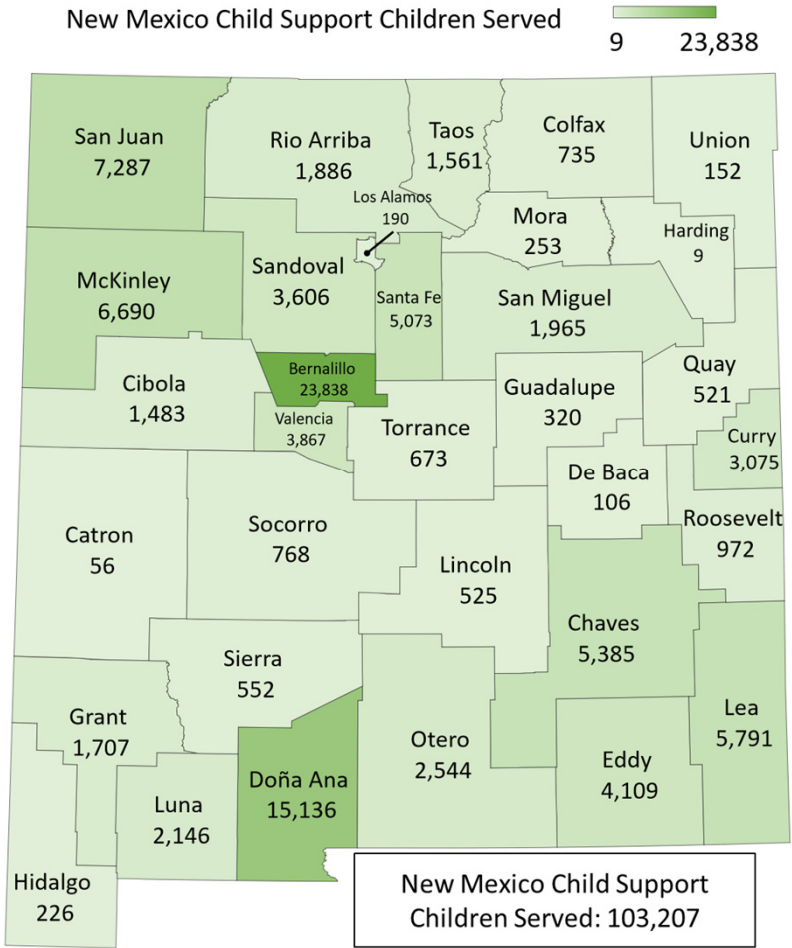 New Mexico Child Support Children Served
9 23,838
San Juan
7,287
Rio Arriba
1,886
Taos
1,561
Colfax
735
Union
152
Los Alamos
190
Mora
253
Harding
9
McKinley
6,690
Sandoval
3,606
Santa Fe
5,073
San Miguel
1,965
Quay
521
Cibola
1,483
Bernalillo
23,838
Valencia
3,867
Torrance
673
Guadalupe
320
Curry
3,075
De Baca
106
Roosevelt
972
Catron
56
Socorro
768
Lincoln
525
Chaves
5,385
Sierra
552
Grant
1,707
Otero
2,544
Lea
5,791
Eddy
4,109
Doña Ana
15,136
Luna
2,146
Hidalgo
226
New Mexico Child Support
Children Served: 103,207